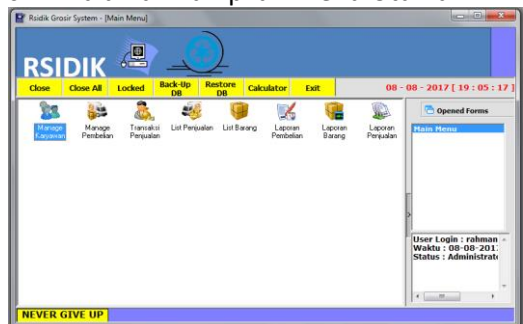 Rsidik Grosir System - [Main Menu]
RSIDIK
Close Close All Locked Back-Up DB Restore DB Calculator Exit 08 - 08 - 2017 [ 19 : 05 : 17 ]
Manage Karyawan Manage Pembelian Transaksi Penjualan List Penjualan List Barang Laporan Pembelian Laporan Barang Laporan Penjualan
Opened Forms
Main Menu
User Login : rahman
Waktu : 08-08-201
Status : Administrat
NEVER GIVE UP